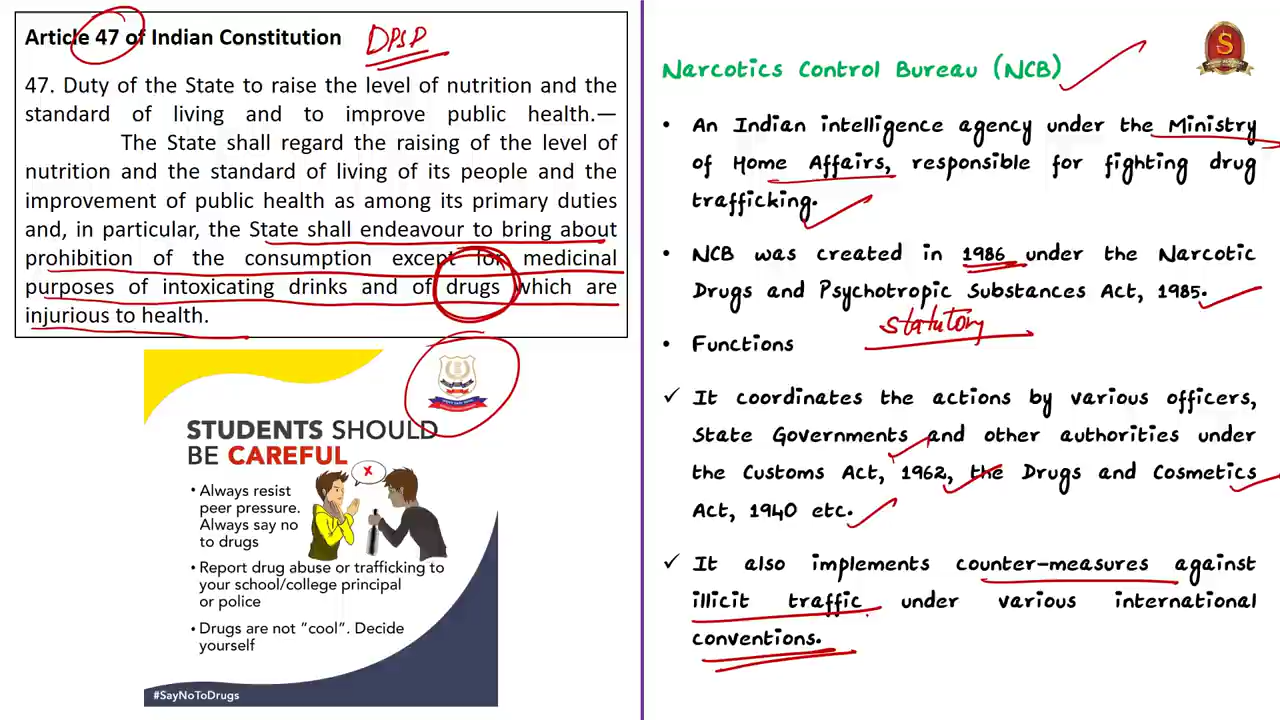 Article 47 of Indian Constitution
DPSP
47. Duty of the State to raise the level of nutrition and the
standard of living and to improve public health.—
The State shall regard the raising of the level of
nutrition and the standard of living of its people and the
improvement of public health as among its primary duties
and, in particular, the State shall endeavour to bring about
prohibition of the consumption except for medicinal
purposes of intoxicating drinks and of drugs which are
injurious to health.
STUDENTS SHOULD
BE CAREFUL
• Always resist
peer pressure.
Always say no
to drugs
• Report drug abuse or trafficking to
your school/college principal
or police
• Drugs are not "cool". Decide
yourself
#SayNoToDrugs
S
Narcotics Control Bureau (NCB)
• An Indian intelligence agency under the Ministry
of Home Affairs, responsible for fighting drug
trafficking.
• NCB was created in 1986 under the Narcotic
Drugs and Psychotropic Substances Act, 1985.
statutory
• Functions
✓ It coordinates the actions by various officers,
State Governments and other authorities under
the Customs Act, 1962, the Drugs and Cosmetics
Act, 1940 etc.
✓ It also implements counter-measures against
illicit traffic under various international
conventions.